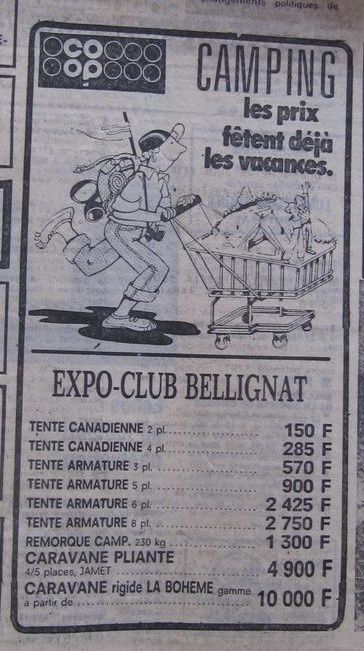 changements politiques de
CO
OP
CAMPING
les prix
fêtent déjà
les vacances.
EXPO-CLUB BELLIGNAT
TENTE CANADIENNE 2 pl. 150 F
TENTE CANADIENNE 4 pl. 285 F
TENTE ARMATURE 3 pl. 570 F
TENTE ARMATURE 5 pl. 900 F
TENTE ARMATURE 6 pl. 2 425 F
TENTE ARMATURE 8 pl. 2 750 F
REMORQUE CAMP. 230 kg 1 300 F
CARAVANE PLIANTE
4/5 places, JAMET 4 900 F
CARAVANE rigide LA BOHEME gamme
à partir de 10 000 F